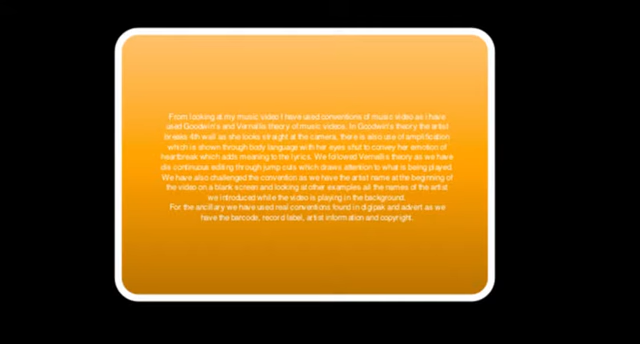 From looking at my music video I have used conventions of music video as i have
used Goodwin's and Vernallis theory of music videos. In Goodwin's theory the artist
breaks 4th wall as she looks straight at the camera, there is also use of amplification
which is shown through body language with her eyes shut to convey her emotion of
heartbreak which adds meaning to the lyrics. We followed Vernallis theory as we have
dis continuous editing through jump cuts which draws attention to what is being played.
We have also challenged the convention as we have the artist name at the beginning of
the video on a blank screen and looking at other examples all the names of the artist
we introduced while the video is playing in the background.
For the ancillary we have used real conventions found in digipak and advert as we
have the barcode, record label, artist information and copyright.